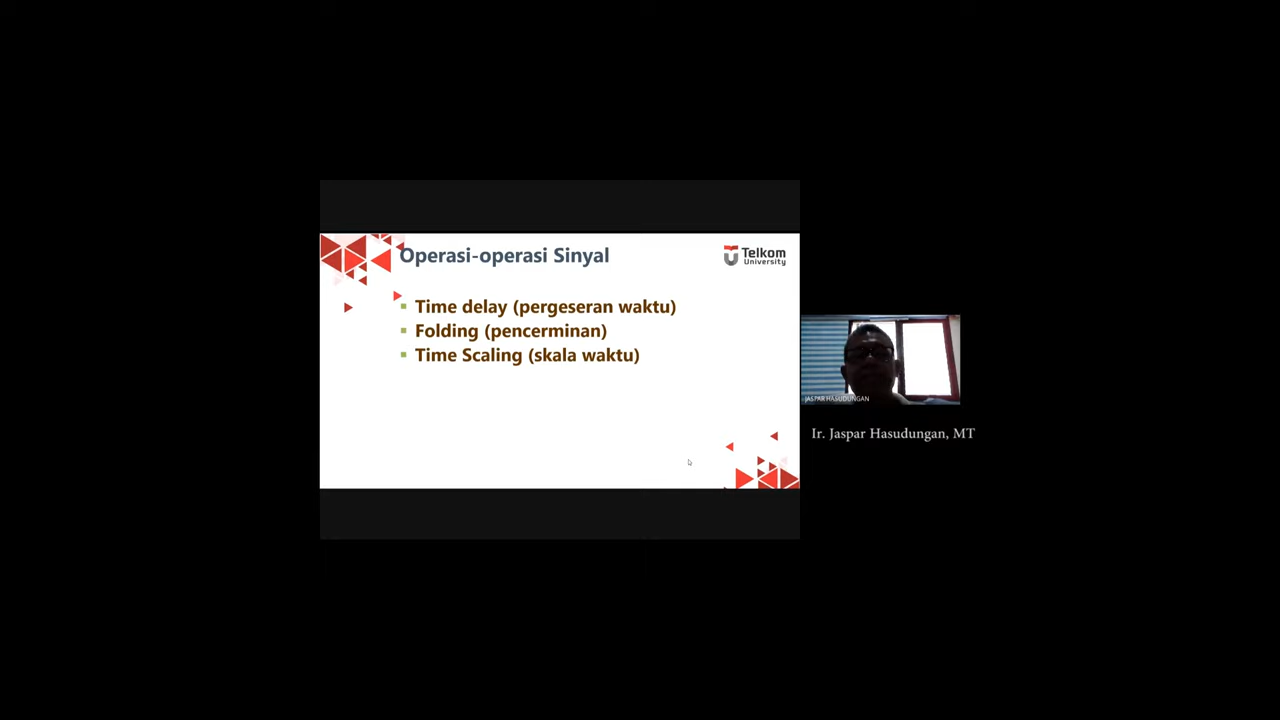 Operasi-operasi Sinyal
Telkom
University
Time delay (pergeseran waktu)
Folding (pencerminan)
Time Scaling (skala waktu)
JASPAR HASUDUNGAN
Ir. Jaspar Hasudungan, MT